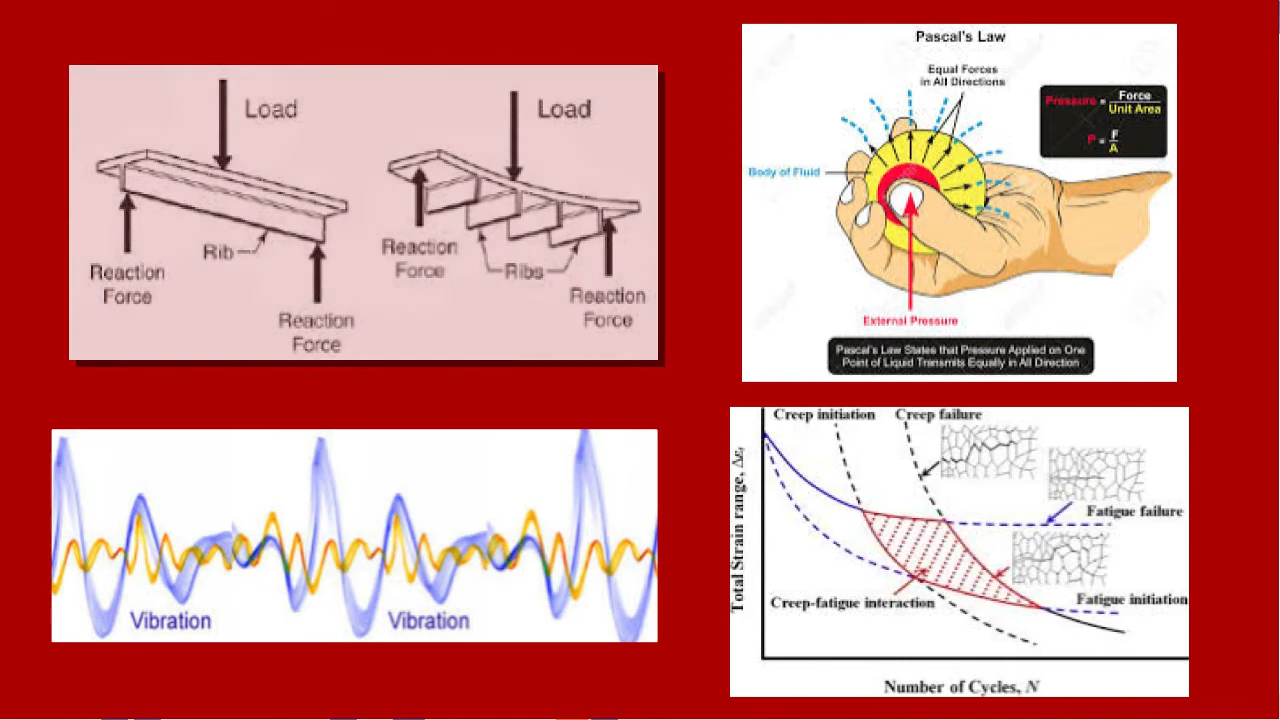 Load
Load
Rib
Reaction
Force
Reaction
Force
Reaction
Force
Ribs
Reaction
Force
Pascal's Law
Equal Forces
in All Directions
Pressure = Force
Unit Area
P = F
A
Body of Fluid
External Pressure
Pascal's Law States that Pressure Applied on One
Point of Liquid Transmits Equally in All Direction
Vibration
Vibration
Creep initiation
Creep failure
Total Strain range, Δεt
Fatigue failure
Creep-fatigue interaction
Fatigue initiation
Number of Cycles, N